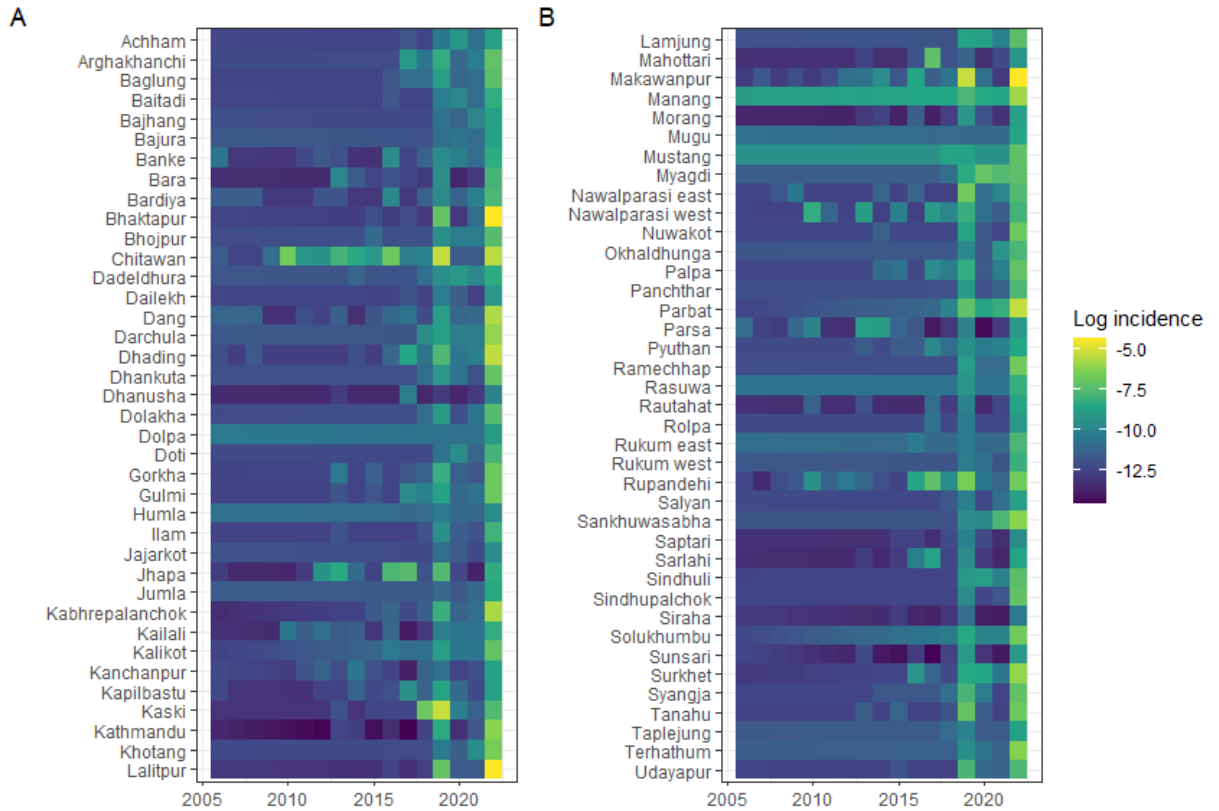 A
Achham
Arghakhanchi
Baglung
Baitadi
Bajhang
Bajura
Banke
Bara
Bardiya
Bhaktapur
Bhojpur
Chitawan
Dadeldhura
Dailekh
Dang
Darchula
Dhading
Dhankuta
Dhanusha
Dolakha
Dolpa
Doti
Gorkha
Gulmi
Humla
Ilam
Jajarkot
Jhapa
Jumla
Kabhrepalanchok
Kailali
Kalikot
Kanchanpur
Kapilbastu
Kaski
Kathmandu
Khotang
Lalitpur
2005 2010 2015 2020
B
Lamjung
Mahottari
Makawanpur
Manang
Morang
Mugu
Mustang
Myagdi
Nawalparasi east
Nawalparasi west
Nuwakot
Okhaldhunga
Palpa
Panchthar
Parbat
Parsa
Pyuthan
Ramechhap
Rasuwa
Rautahat
Rolpa
Rukum east
Rukum west
Rupandehi
Salyan
Sankhuwasabha
Saptari
Sarlahi
Sindhuli
Sindhupalchok
Siraha
Solukhumbu
Sunsari
Surkhet
Syangja
Tanahu
Taplejung
Terhathum
Udayapur
2005 2010 2015 2020
Log incidence
-5.0
-7.5
-10.0
-12.5